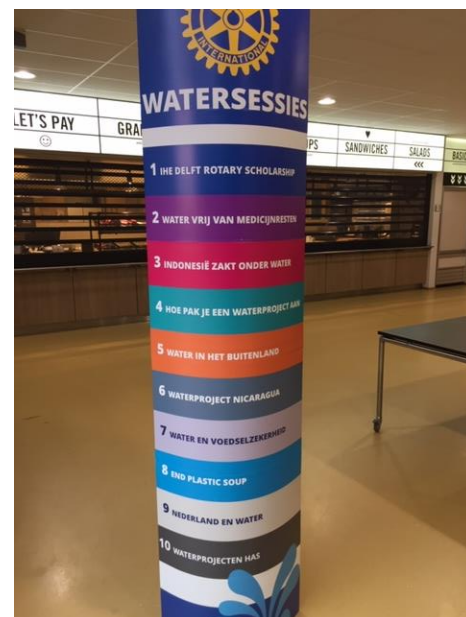 INTERNATIONAL
WATERSESSIES
LET'S PAY
SANDWICHES
SALADS
1 IHE DELFT ROTARY SCHOLARSHIP
2 WATER VRIJ VAN MEDICIJNRESTEN
3 INDONESIË ZAKT ONDER WATER
4 HOE PAK JE EEN WATERPROJECT AAN
5 WATER IN HET BUITENLAND
6 WATERPROJECT NICARAGUA
7 WATER EN VOEDSELZEKERHEID
8 END PLASTIC SOUP
9 NEDERLAND EN WATER
10 WATERPROJECTEN HAS